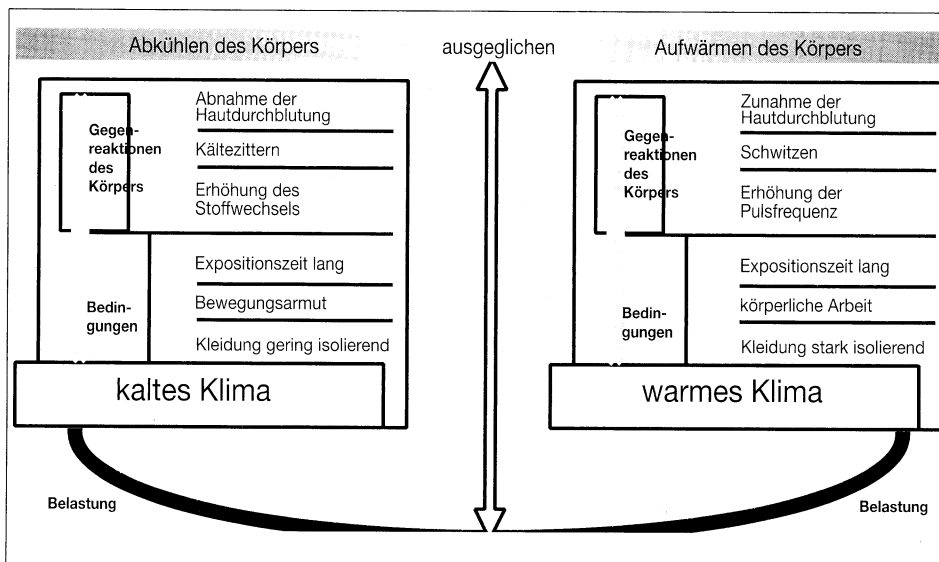 Abkühlen des Körpers
ausgeglichen
Aufwärmen des Körpers
Gegen-
reaktionen
des
Körpers
Abnahme der
Hautdurchblutung
Kältezittern
Erhöhung des
Stoffwechsels
Bedin-
gungen
Expositionszeit lang
Bewegungsarmut
Kleidung gering isolierend
kaltes Klima
Gegen-
reaktionen
des
Körpers
Zunahme der
Hautdurchblutung
Schwitzen
Erhöhung der
Pulsfrequenz
Bedin-
gungen
Expositionszeit lang
körperliche Arbeit
Kleidung stark isolierend
warmes Klima
Belastung
Belastung